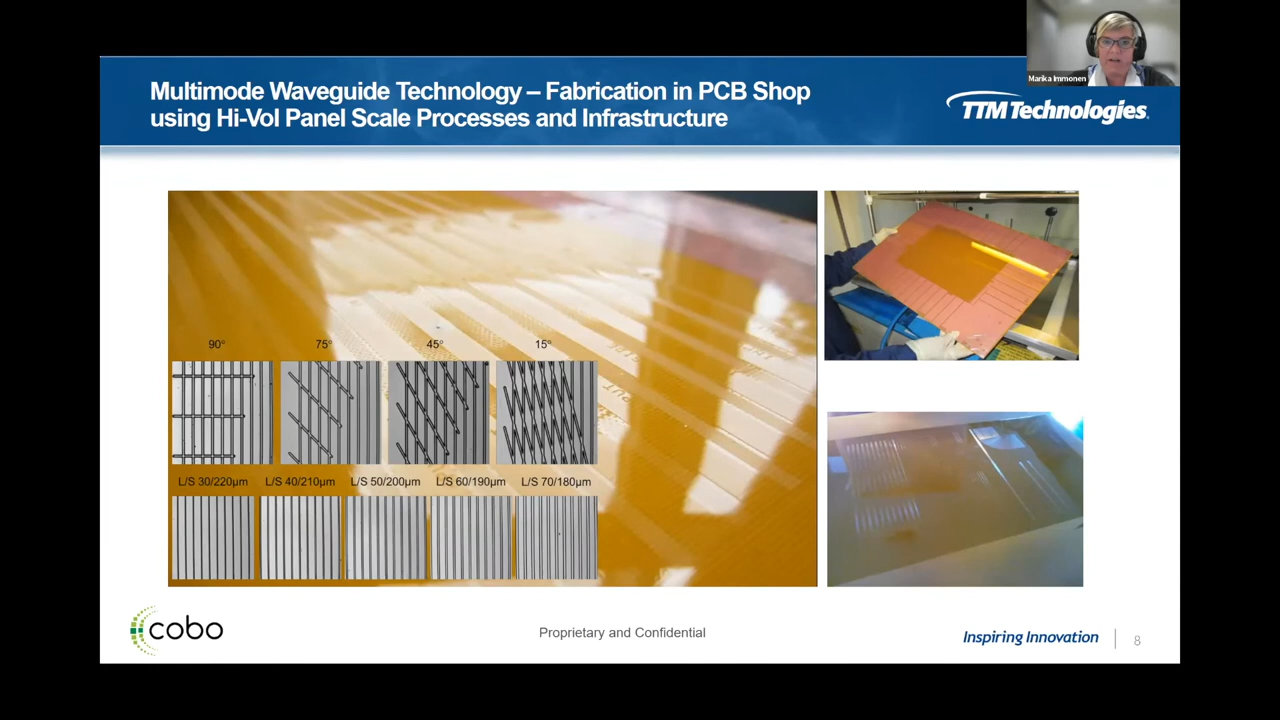 Marika Immonen
Multimode Waveguide Technology – Fabrication in PCB Shop
using Hi-Vol Panel Scale Processes and Infrastructure
TTM Technologies
90°
75°
45°
15°
L/S 30/220µm
L/S 40/210µm
L/S 50/200µm
L/S 60/190µm
L/S 70/180µm
cobo
Proprietary and Confidential
Inspiring Innovation
8